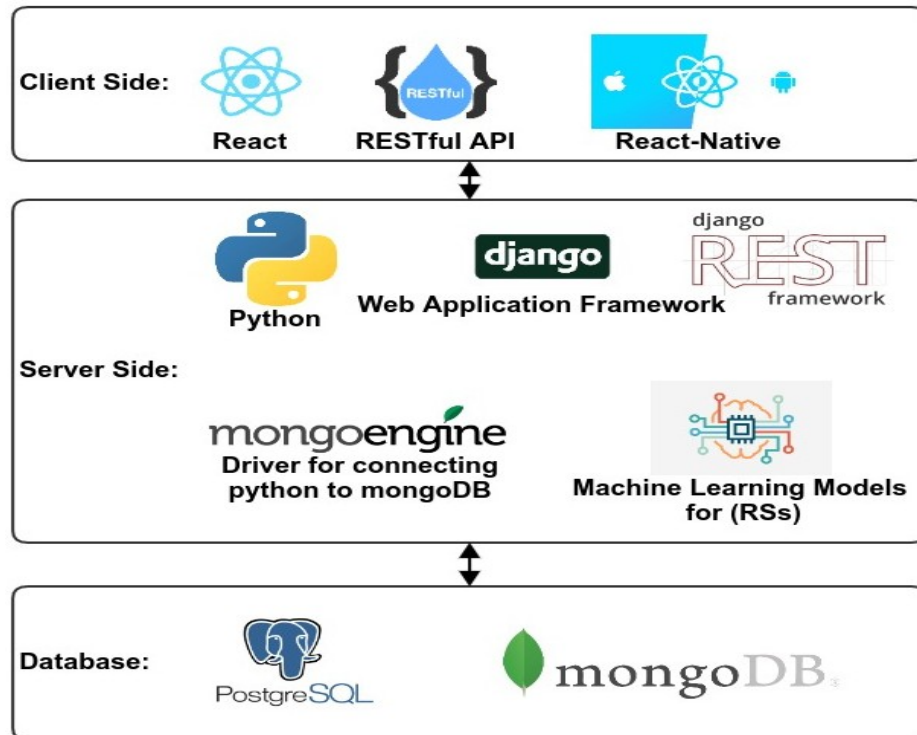 Client Side:
RESTful
React
RESTful API
React-Native
django
django
REST
framework
Python
Web Application Framework
Server Side:
mongoengine
Driver for connecting
python to mongoDB
Machine Learning Models
for (RSs)
Database:
PostgreSQL
mongoDB®